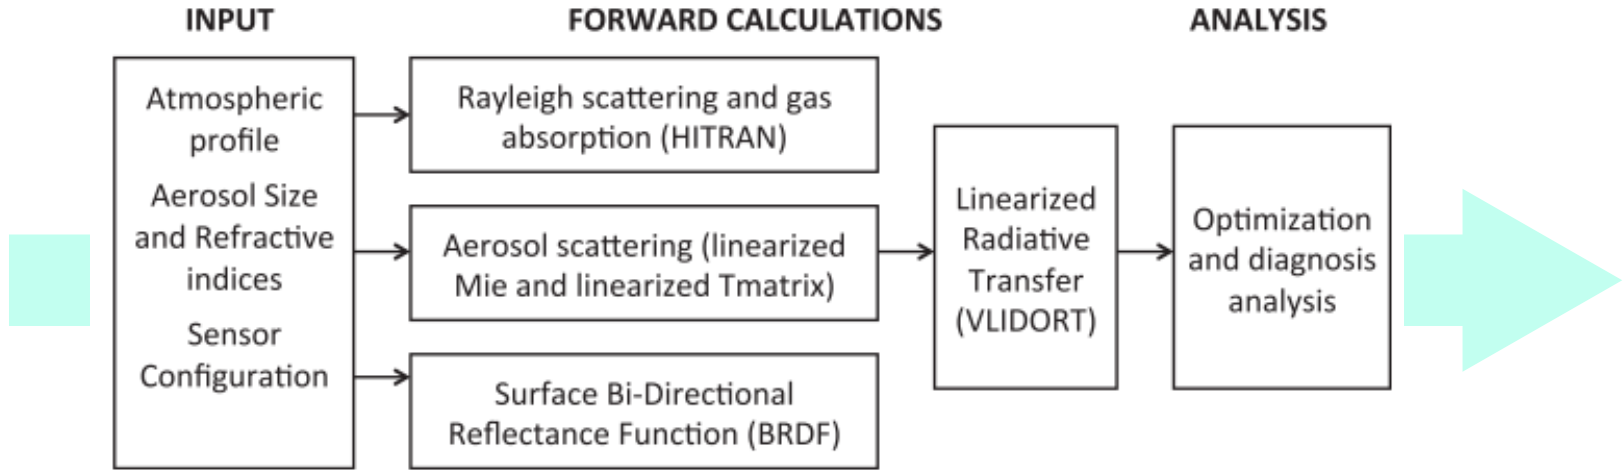 INPUT
FORWARD CALCULATIONS
ANALYSIS
Atmospheric
profile
Aerosol Size
and Refractive
indices
Sensor
Configuration
Rayleigh scattering and gas
absorption (HITRAN)
Aerosol scattering (linearized
Mie and linearized Tmatrix)
Surface Bi-Directional
Reflectance Function (BRDF)
Linearized
Radiative
Transfer
(VLIDORT)
Optimization
and diagnosis
analysis